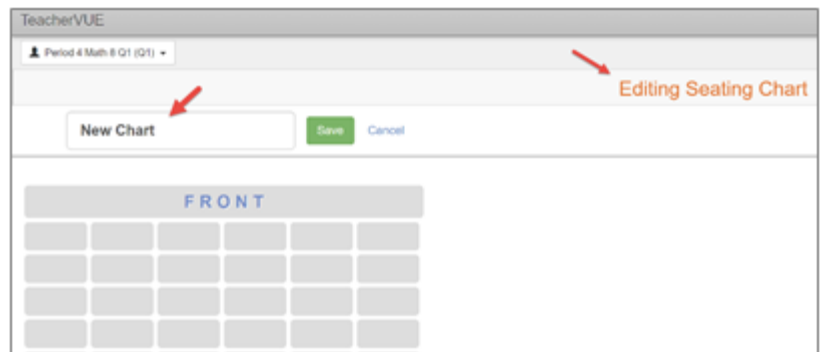 TeacherVUE
Period 4 Math 8 Q1 (Q1)
Editing Seating Chart
New Chart Save Cancel
FRONT